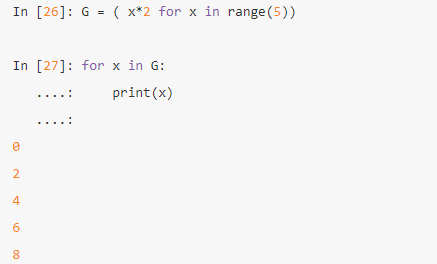 In [26]: G = ( x*2 for x in range(5))
In [27]: for x in G:
   ....:     print(x)
   ....:
0
2
4
6
8